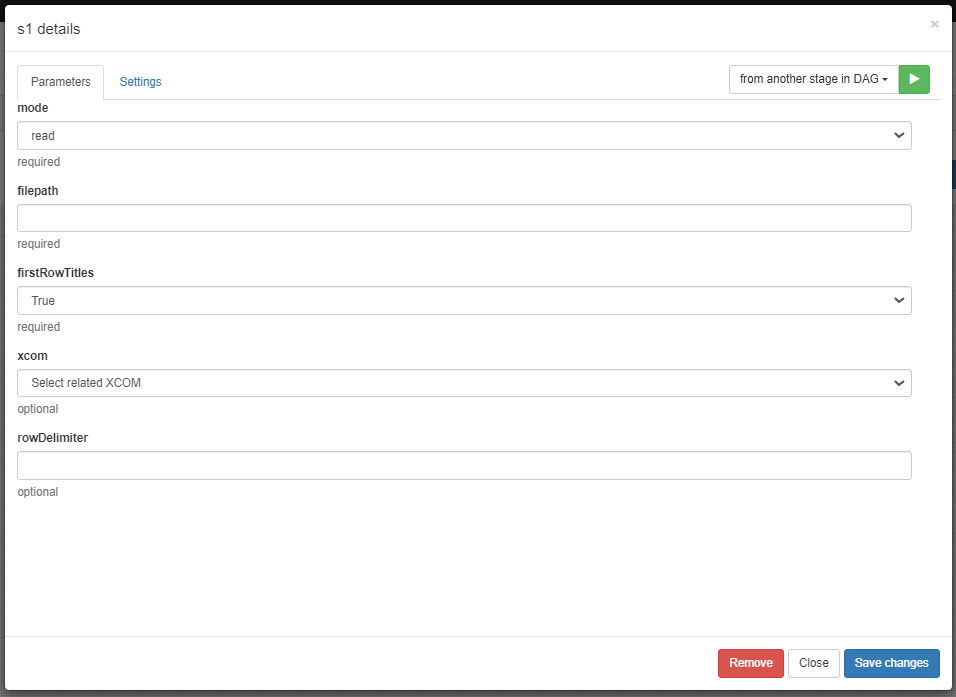 s1 details
×
Parameters Settings from another stage in DAG
mode
read
required
filepath
required
firstRowTitles
True
required
xcom
Select related XCOM
optional
rowDelimiter
optional
Remove Close Save changes